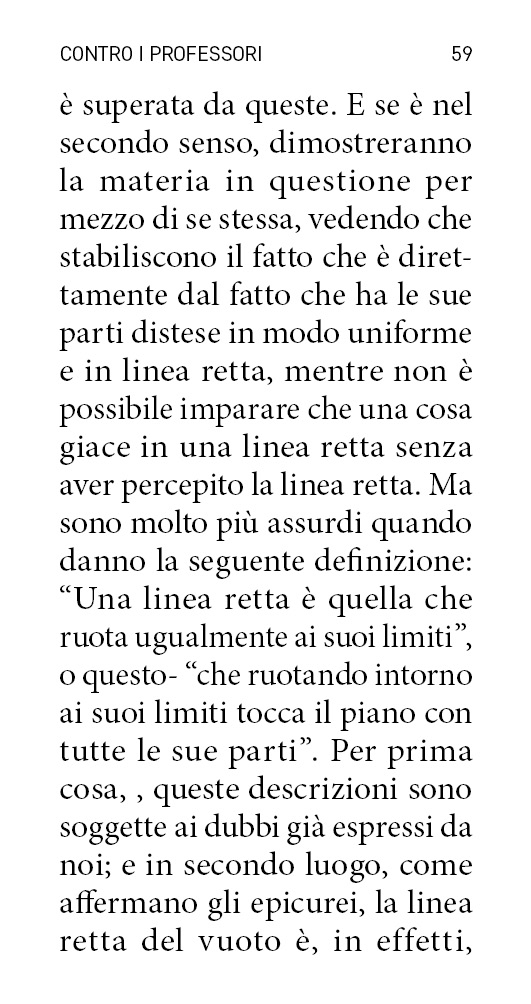 CONTRO I PROFESSORI 59
è superata da queste. E se è nel
secondo senso, dimostreranno
la materia in questione per
mezzo di se stessa, vedendo che
stabiliscono il fatto che è diret-
tamente dal fatto che ha le sue
parti distese in modo uniforme
e in linea retta, mentre non è
possibile imparare che una cosa
giace in una linea retta senza
aver percepito la linea retta. Ma
sono molto più assurdi quando
danno la seguente definizione:
“Una linea retta è quella che
ruota ugualmente ai suoi limiti”,
o questo- “che ruotando intorno
ai suoi limiti tocca il piano con
tutte le sue parti”. Per prima
cosa, , queste descrizioni sono
soggette ai dubbi già espressi da
noi; e in secondo luogo, come
affermano gli epicurei, la linea
retta del vuoto è, in effetti,